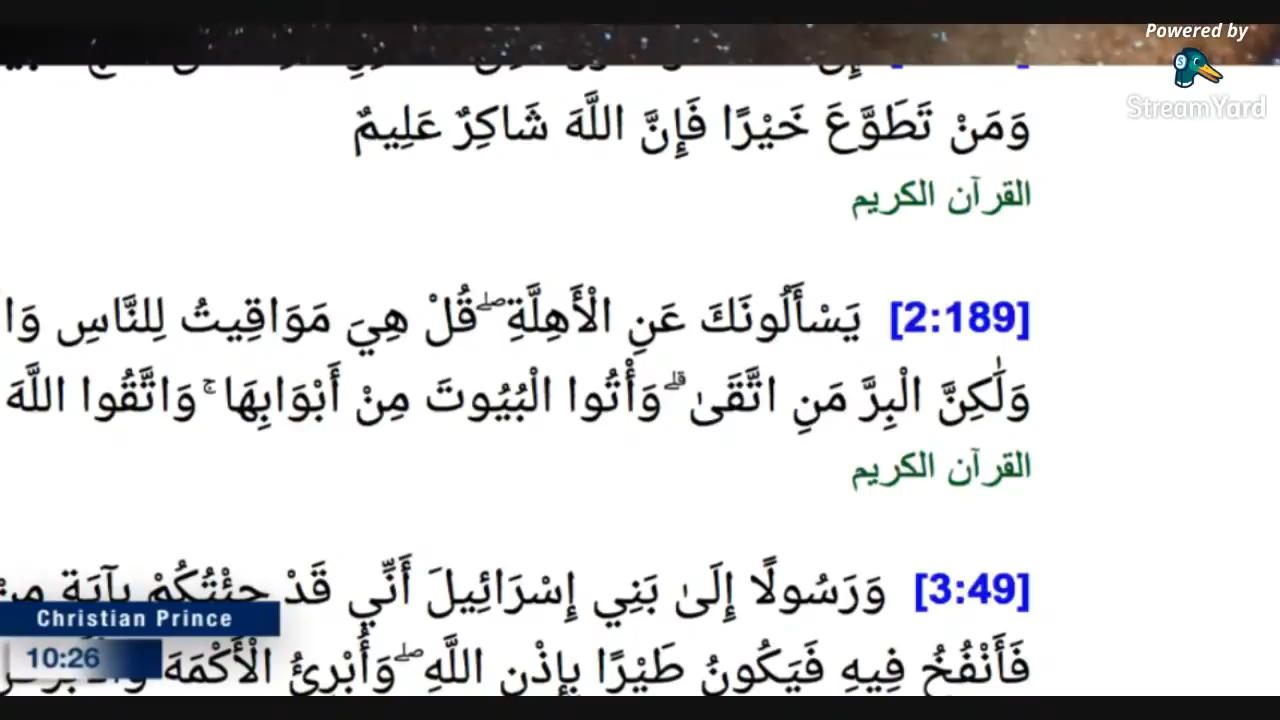 Powered by
StreamYard
وَمَنْ تَطَوَّعَ خَيْرًا فَإِنَّ اللَّهَ شَاكِرٌ عَلِيمٌ
القرآن الكريم
[2:189] يَسْأَلُونَكَ عَنِ الْأَهِلَّةِ ۖ قُلْ هِيَ مَوَاقِيتُ لِلنَّاسِ
وَلَٰكِنَّ الْبِرَّ مَنِ اتَّقَىٰ ۗ وَأْتُوا الْبُيُوتَ مِنْ أَبْوَابِهَا ۚ وَاتَّقُوا اللَّهَ
القرآن الكريم
[3:49] وَرَسُولًا إِلَىٰ بَنِي إِسْرَائِيلَ أَنِّي قَدْ جِئْتُكُمْ بِآيَةٍ
فَأَنْفُخُ فِيهِ فَيَكُونُ طَيْرًا بِإِذْنِ اللَّهِ ۖ وَأُبْرِئُ الْأَكْمَهَ
Christian Prince
10:26